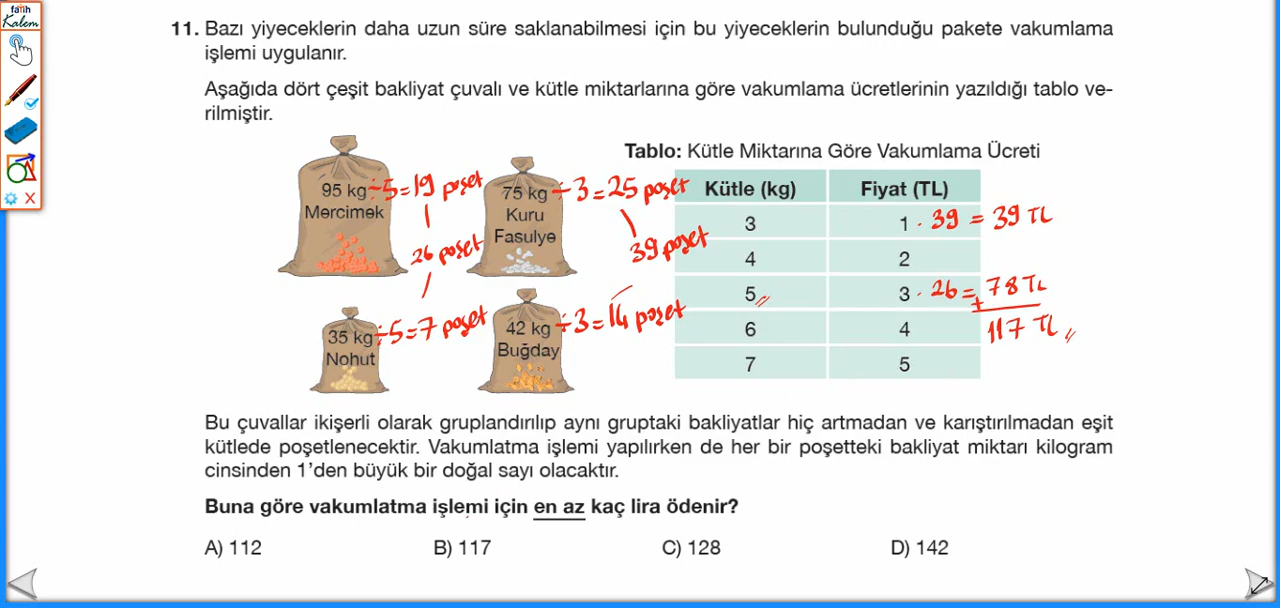 fatih
Kalem
11. Bazı yiyeceklerin daha uzun süre saklanabilmesi için bu yiyeceklerin bulunduğu pakete vakumlama
işlemi uygulanır.
Aşağıda dört çeşit bakliyat çuvalı ve kütle miktarlarına göre vakumlama ücretlerinin yazıldığı tablo ve-
rilmiştir.
Tablo: Kütle Miktarına Göre Vakumlama Ücreti
95 kg ÷5=19 poşet
Mercimek
75 kg ÷3=25 poşet
Kuru
Fasulye
26 poşet
39 poşet
35 kg ÷5=7 poşet
Nohut
42 kg ÷3=14 poşet
Buğday
Kütle (kg) Fiyat (TL)
3 1 · 39 = 39 TL
4 2
5 3 · 26 = 78 TL
+
6 4 117 TL
7 5
Bu çuvallar ikişerli olarak gruplandırılıp aynı gruptaki bakliyatlar hiç artmadan ve karıştırılmadan eşit
kütlede poşetlenecektir. Vakumlatma işlemi yapılırken de her bir poşetteki bakliyat miktarı kilogram
cinsinden 1’den büyük bir doğal sayı olacaktır.
Buna göre vakumlatma işlemi için en az kaç lira ödenir?
A) 112 B) 117 C) 128 D) 142